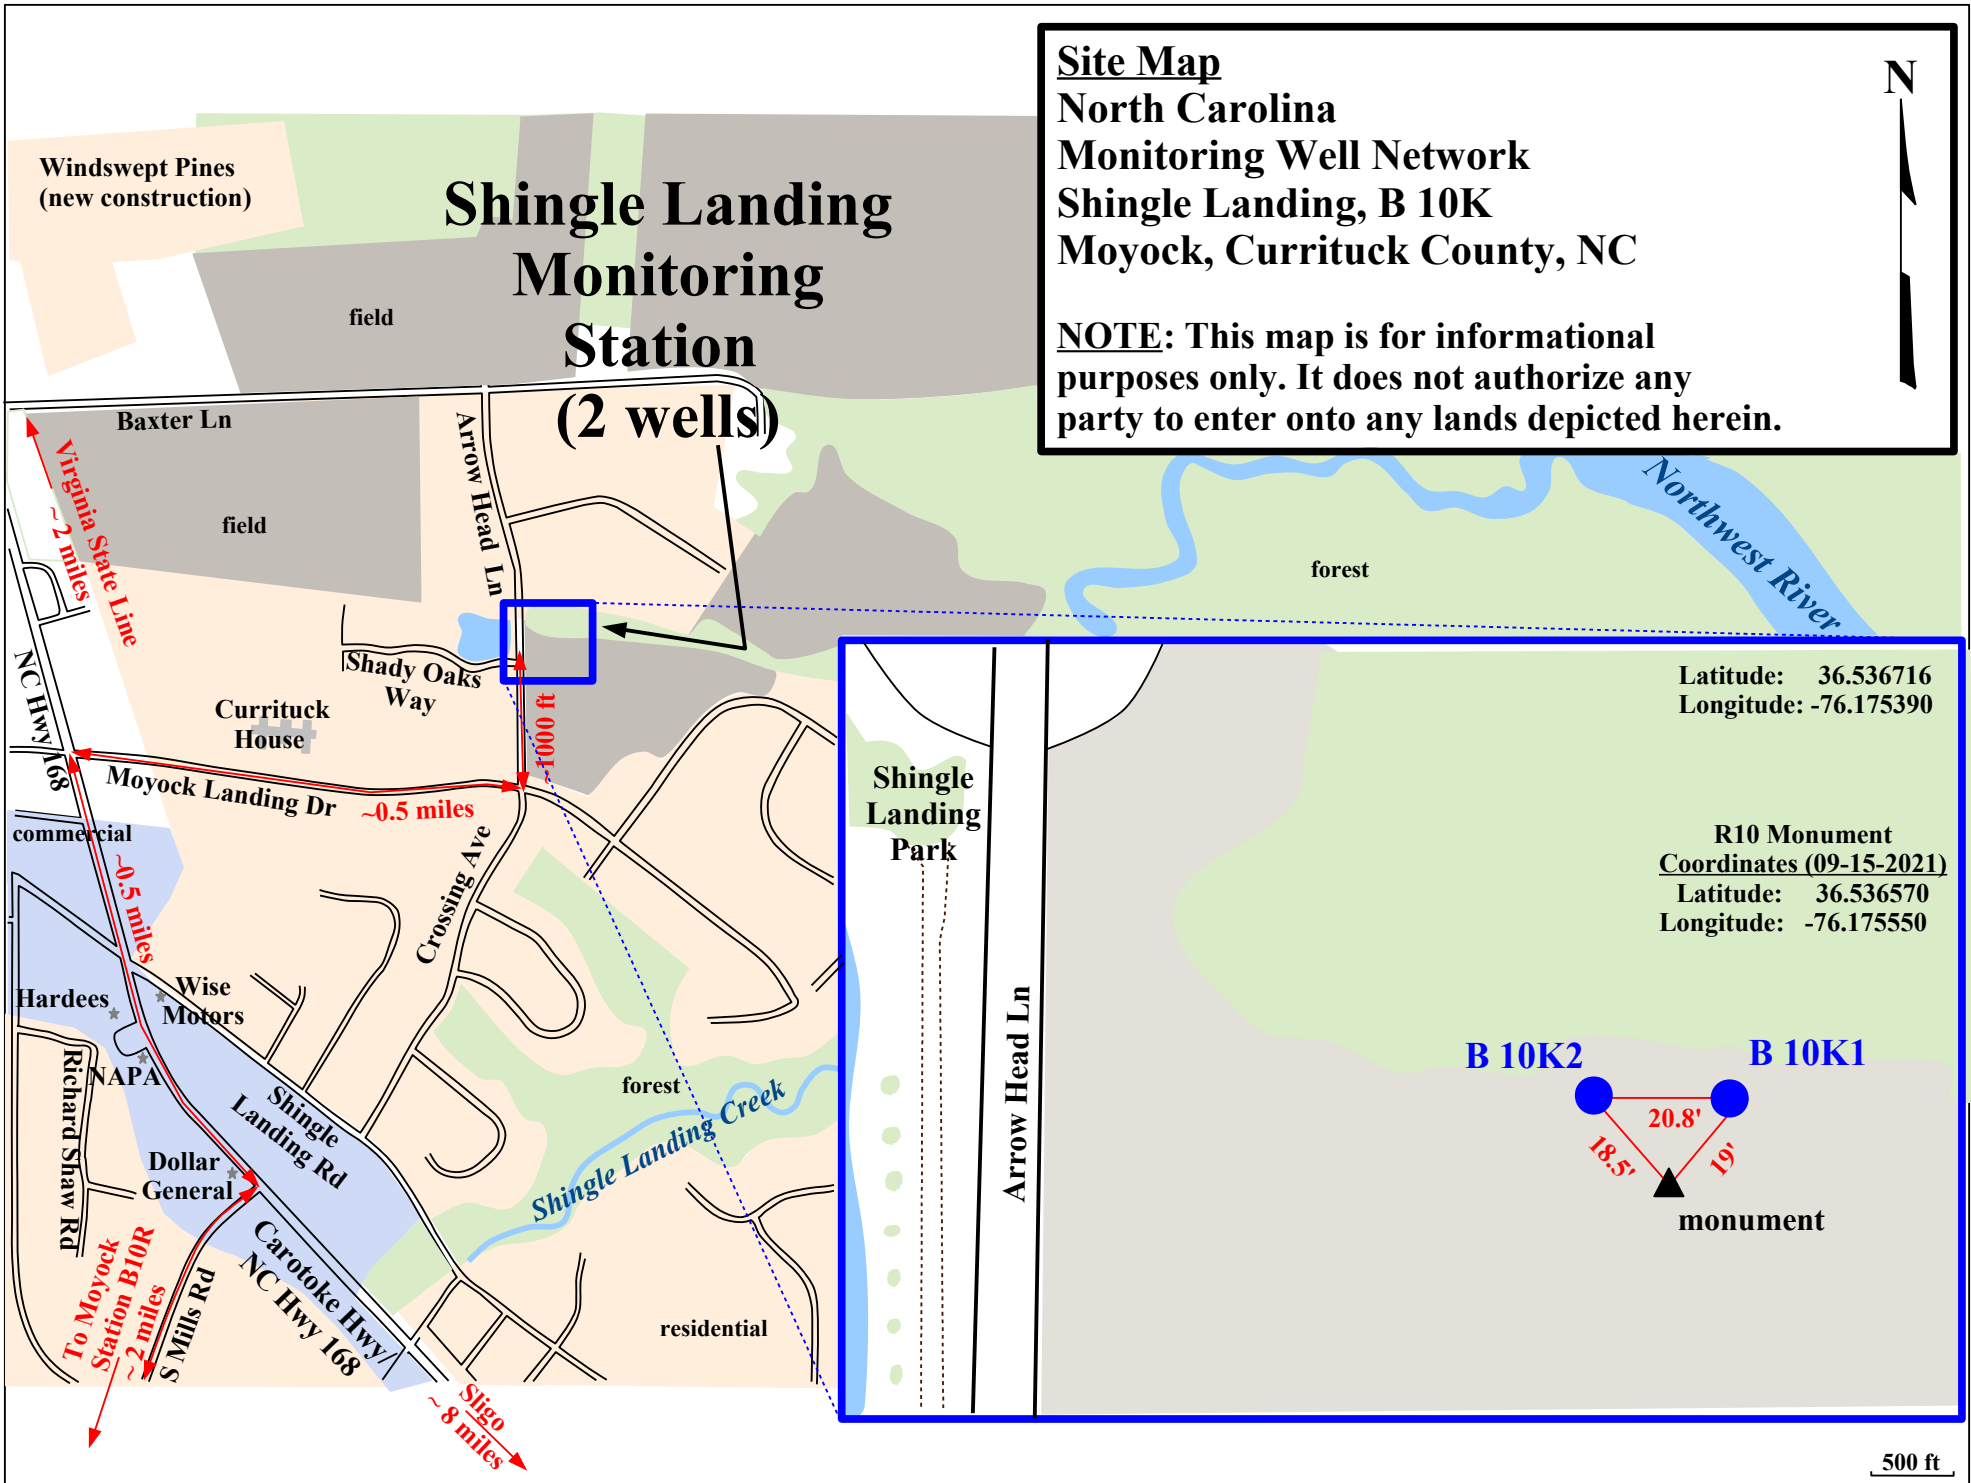 Site Map
North Carolina
Monitoring Well Network
Shingle Landing, B 10K
Moyock, Currituck County, NC
NOTE: This map is for informational
purposes only. It does not authorize any
party to enter onto any lands depicted herein.
N
Windswept Pines
(new construction)
Shingle Landing
Monitoring
Station
(2 wells)
field
Baxter Ln
Arrow Head Ln
Virginia State Line
~ 2 miles
field
forest
Northwest River
NC Hwy 168
Shady Oaks
Way
Currituck
House
~1000 ft
Moyock Landing Dr
~0.5 miles
commercial
~0.5 miles
Crossing Ave
Hardees
Wise
Motors
NAPA
Richard Shaw Rd
Shingle
Landing Rd
forest
Shingle Landing Creek
Dollar
General
To Moyock
Station B10R
~ 2 miles
S Mills Rd
Carotoke Hwy/
NC Hwy 168
residential
Sligo
~ 8 miles
Shingle
Landing
Park
Arrow Head Ln
Latitude: 36.536716
Longitude: -76.175390
R10 Monument
Coordinates (09-15-2021)
Latitude: 36.536570
Longitude: -76.175550
B 10K2
B 10K1
20.8'
18.5'
19'
monument
500 ft